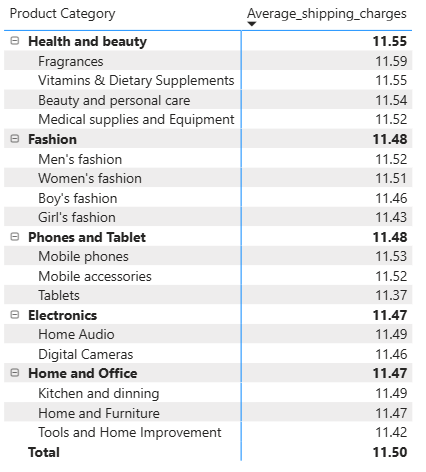 Product Category Average_shipping_charges
Health and beauty 11.55
Fragrances 11.59
Vitamins & Dietary Supplements 11.55
Beauty and personal care 11.54
Medical supplies and Equipment 11.52
Fashion 11.48
Men's fashion 11.52
Women's fashion 11.51
Boy's fashion 11.46
Girl's fashion 11.43
Phones and Tablet 11.48
Mobile phones 11.53
Mobile accessories 11.52
Tablets 11.37
Electronics 11.47
Home Audio 11.49
Digital Cameras 11.46
Home and Office 11.47
Kitchen and dinning 11.49
Home and Furniture 11.47
Tools and Home Improvement 11.42
Total 11.50